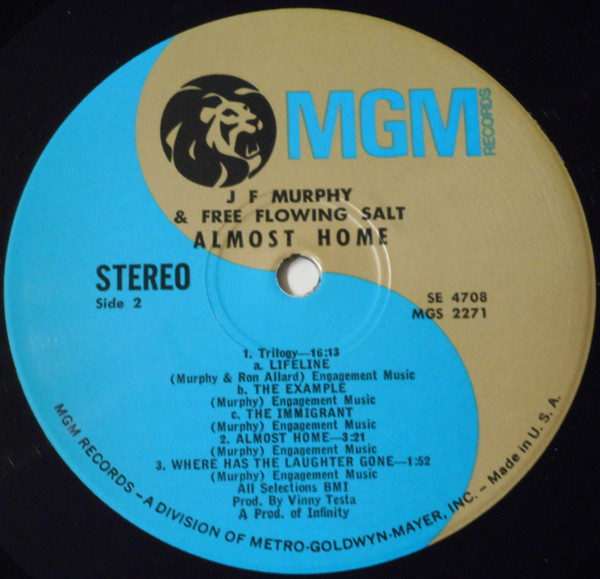 MGM
RECORDS
J F MURPHY
& FREE FLOWING SALT
ALMOST HOME
STEREO
Side 2
SE 4708
MGS 2271
1. Trilogy—16:13
a. LIFELINE
(Murphy & Ron Allard) Engagement Music
b. THE EXAMPLE
(Murphy) Engagement Music
c. THE IMMIGRANT
(Murphy) Engagement Music
2. ALMOST HOME—3:21
(Murphy) Engagement Music
3. WHERE HAS THE LAUGHTER GONE—1:52
(Murphy) Engagement Music
All Selections BMI
Prod. By Vinny Testa
A Prod. of Infinity
MGM RECORDS – A DIVISION OF METRO-GOLDWYN-MAYER, INC. – Made in U. S. A.